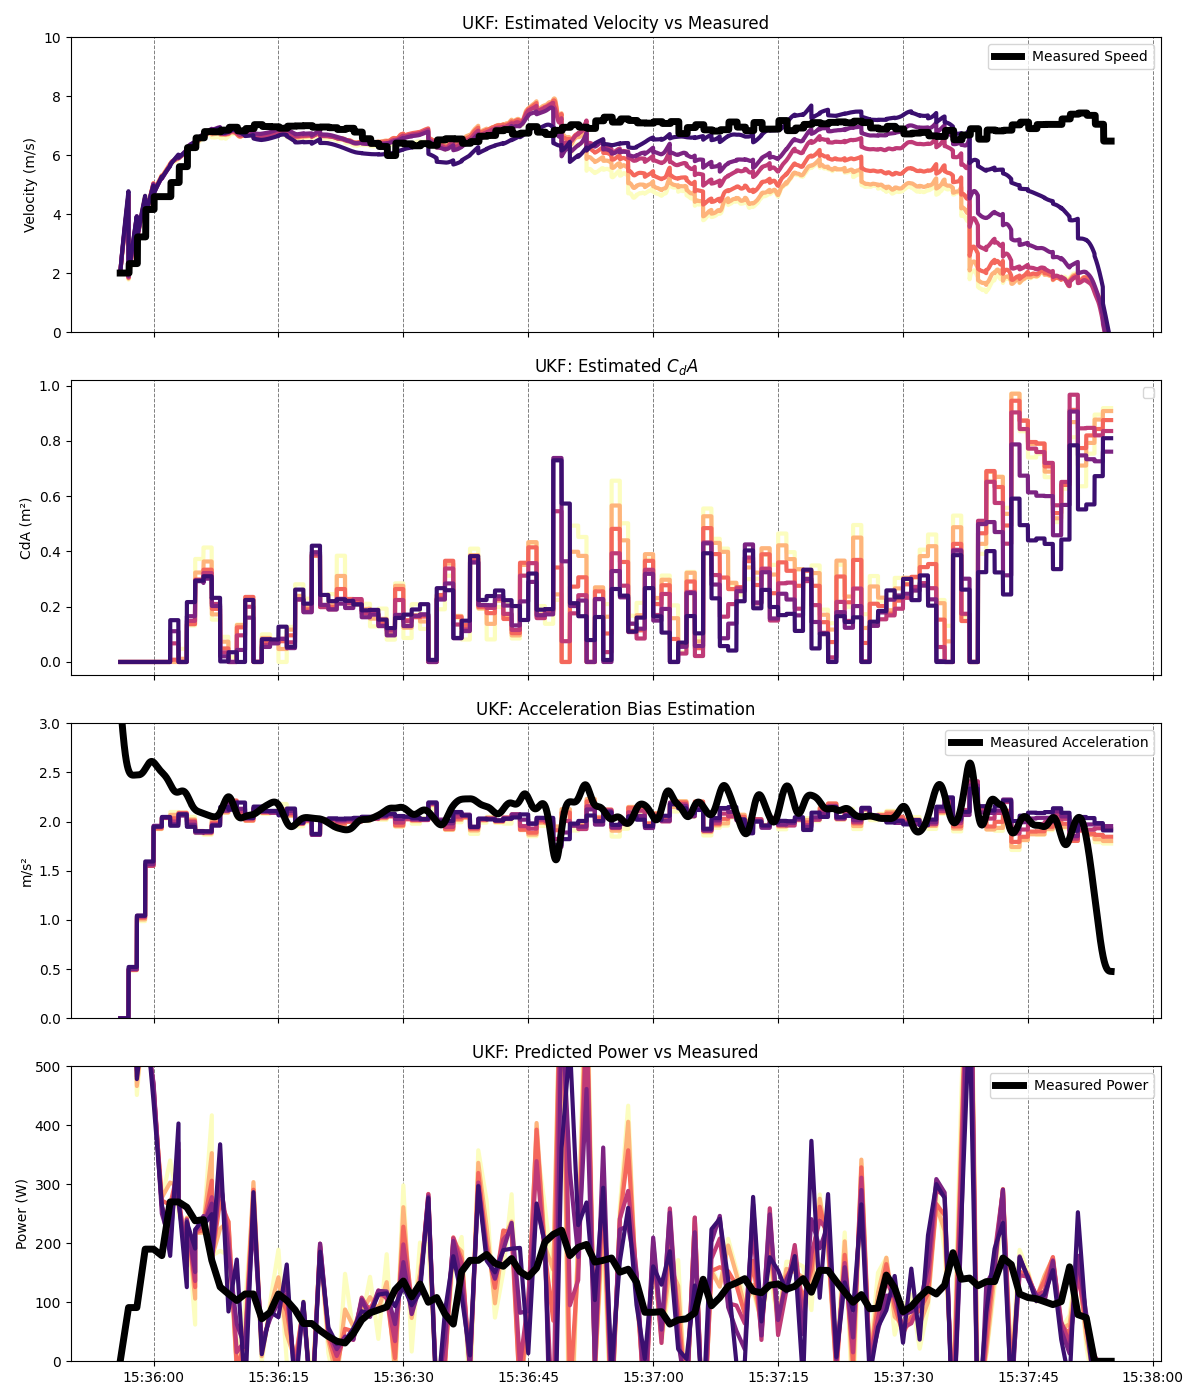 UKF: Estimated Velocity vs Measured
10
8
6
4
2
0
Velocity (m/s)
Measured Speed
UKF: Estimated CdA
1.0
0.8
0.6
0.4
0.2
0.0
CdA (m²)
UKF: Acceleration Bias Estimation
3.0
2.5
2.0
1.5
1.0
0.5
0.0
m/s²
Measured Acceleration
UKF: Predicted Power vs Measured
500
400
300
200
100
0
Power (W)
Measured Power
15:36:00 15:36:15 15:36:30 15:36:45 15:37:00 15:37:15 15:37:30 15:37:45 15:38:00